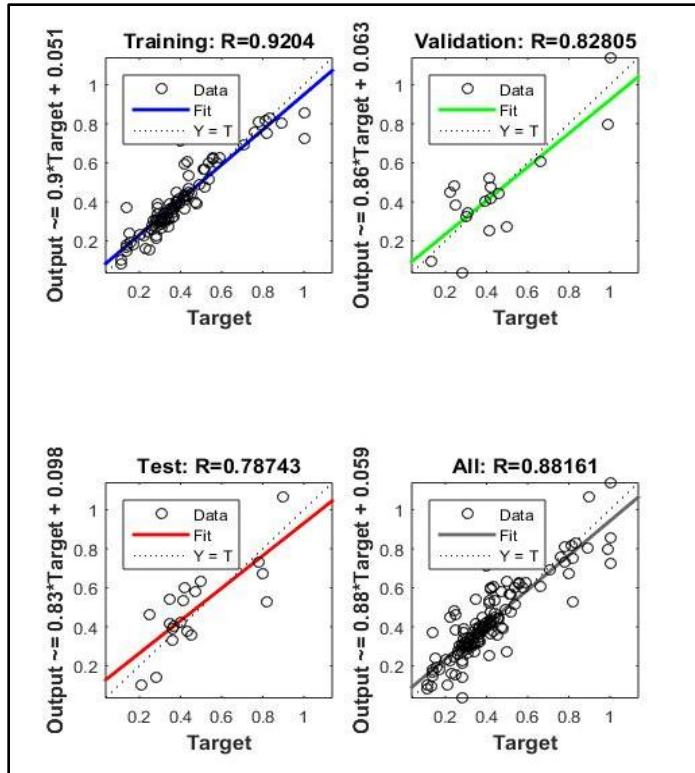 Training: R=0.9204
Output ~= 0.9*Target + 0.051
1
0.8
0.6
0.4
0.2
Data
Fit
Y = T
0.2 0.4 0.6 0.8 1
Target
Validation: R=0.82805
Output ~= 0.86*Target + 0.063
1
0.8
0.6
0.4
0.2
Data
Fit
Y = T
0.2 0.4 0.6 0.8 1
Target
Test: R=0.78743
Output ~= 0.83*Target + 0.098
1
0.8
0.6
0.4
0.2
Data
Fit
Y = T
0.2 0.4 0.6 0.8 1
Target
All: R=0.88161
Output ~= 0.88*Target + 0.059
1
0.8
0.6
0.4
0.2
Data
Fit
Y = T
0.2 0.4 0.6 0.8 1
Target